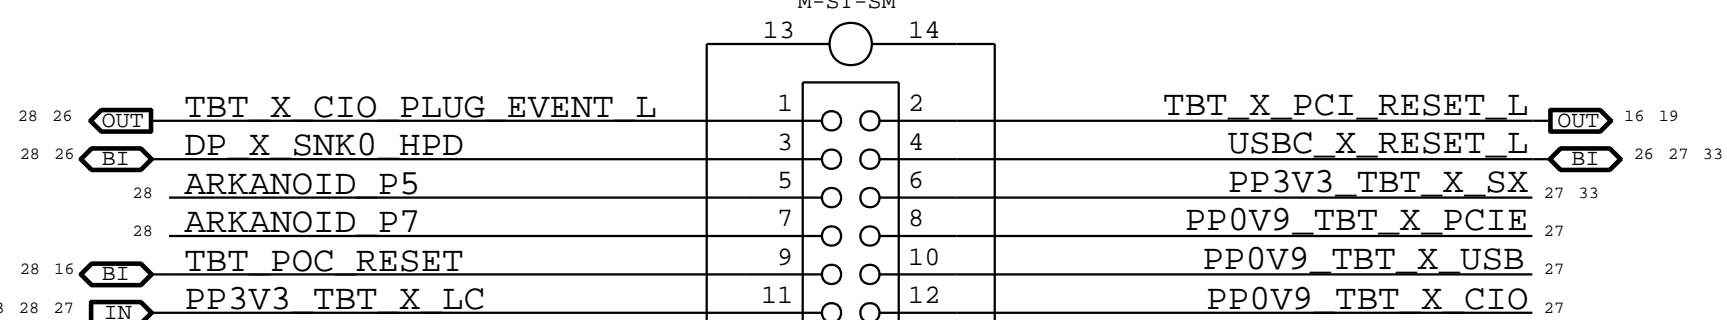 M-ST-SM
13 14
28 26 OUT TBT_X_CIO_PLUG_EVENT_L 1 2 TBT_X_PCI_RESET_L OUT 16 19
28 26 BI DP_X_SNK0_HPD 3 4 USBC_X_RESET_L BI 26 27 33
28 ARKANOID_P5 5 6 PP3V3_TBT_X_SX 27 33
28 ARKANOID_P7 7 8 PP0V9_TBT_X_PCIE 27
28 16 BI TBT_POC_RESET 9 10 PP0V9_TBT_X_USB 27
28 27 IN PP3V3_TBT_X_LC 11 12 PP0V9_TBT_X_CIO 27